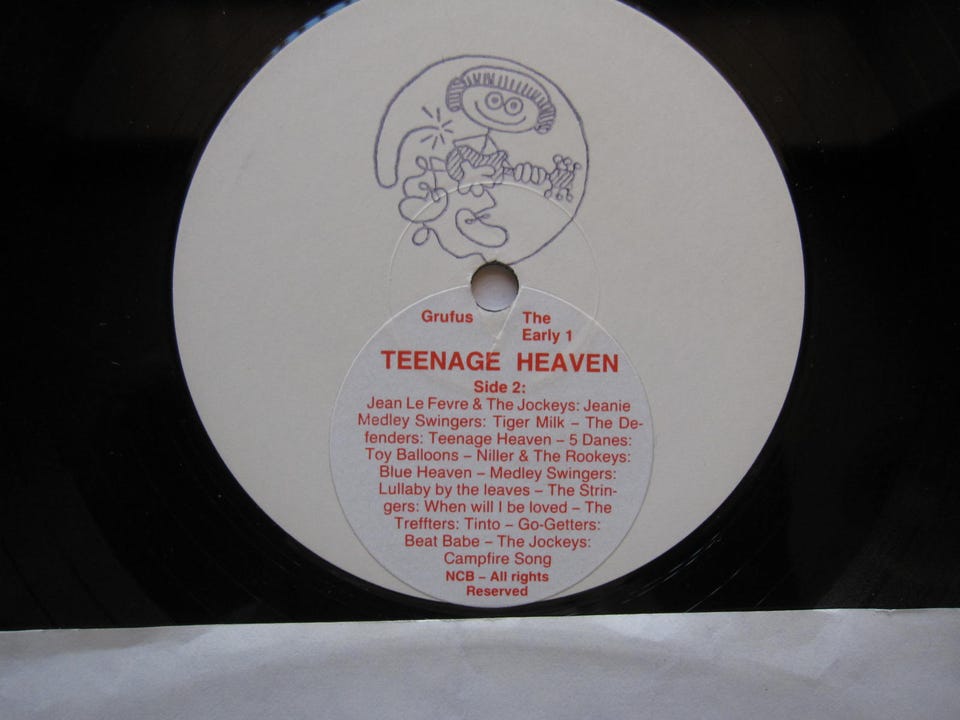 Grufus The
Early 1
TEENAGE HEAVEN
Side 2:
Jean Le Fevre & The Jockeys: Jeanie
Medley Swingers: Tiger Milk – The De-
fenders: Teenage Heaven – 5 Danes:
Toy Balloons – Niller & The Rookeys:
Blue Heaven – Medley Swingers:
Lullaby by the leaves – The Strin-
gers: When will I be loved – The
Treffters: Tinto – Go-Getters:
Beat Babe – The Jockeys:
Campfire Song
NCB – All rights
Reserved